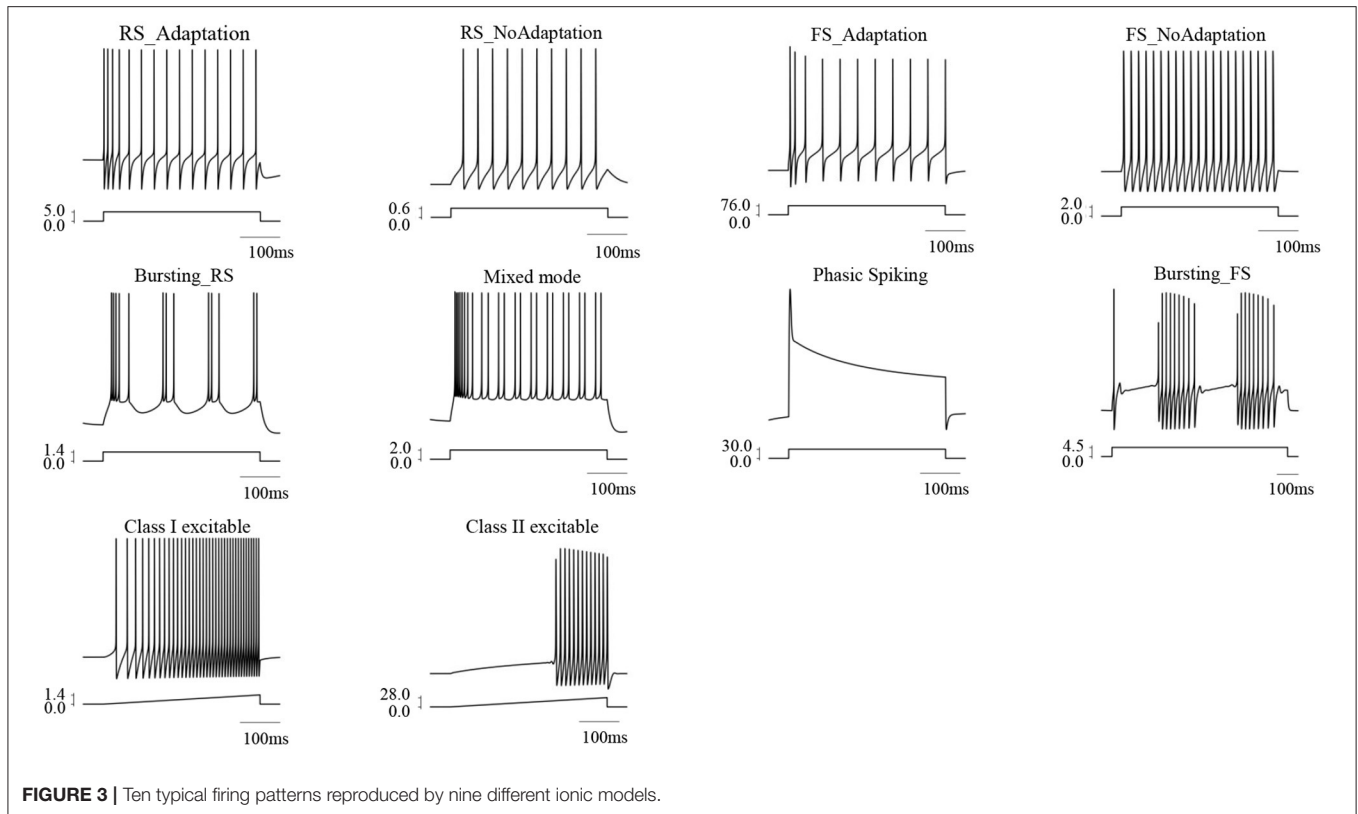 RS_Adaptation
5.0
0.0
100ms
RS_NoAdaptation
0.6
0.0
100ms
FS_Adaptation
76.0
0.0
100ms
FS_NoAdaptation
2.0
0.0
100ms
Bursting_RS
1.4
0.0
100ms
Mixed mode
2.0
0.0
100ms
Phasic Spiking
30.0
0.0
100ms
Bursting_FS
4.5
0.0
100ms
Class I excitable
1.4
0.0
100ms
Class II excitable
28.0
0.0
100ms
FIGURE 3 | Ten typical firing patterns reproduced by nine different ionic models.